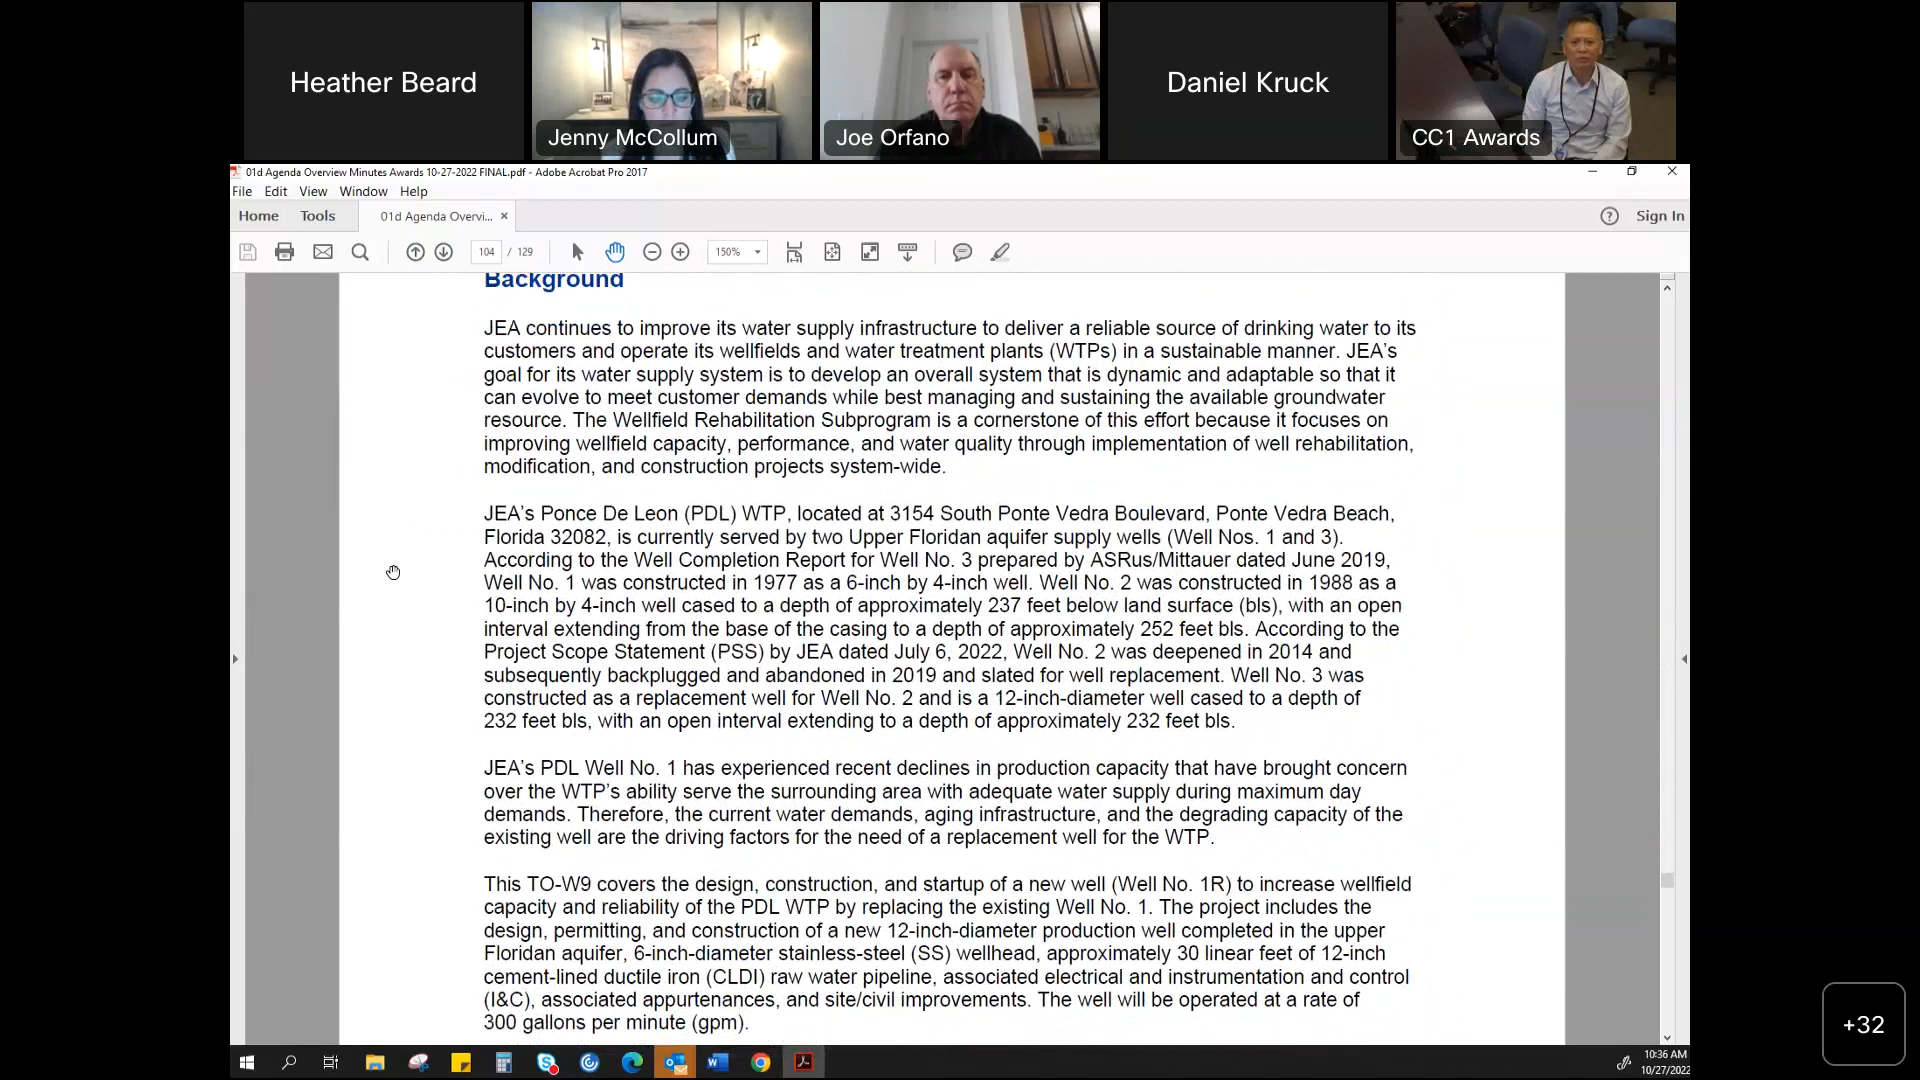 Heather Beard
Jenny McCollum
Joe Orfano
Daniel Kruck
CC1 Awards
01d Agenda Overview Minutes Awards 10-27-2022 FINAL.pdf - Adobe Acrobat Pro 2017
File Edit View Window Help
Home Tools 01d Agenda Overvi... × ? Sign In
104 / 129 150%
Background
JEA continues to improve its water supply infrastructure to deliver a reliable source of drinking water to its
customers and operate its wellfields and water treatment plants (WTPs) in a sustainable manner. JEA's
goal for its water supply system is to develop an overall system that is dynamic and adaptable so that it
can evolve to meet customer demands while best managing and sustaining the available groundwater
resource. The Wellfield Rehabilitation Subprogram is a cornerstone of this effort because it focuses on
improving wellfield capacity, performance, and water quality through implementation of well rehabilitation,
modification, and construction projects system-wide.
JEA's Ponce De Leon (PDL) WTP, located at 3154 South Ponte Vedra Boulevard, Ponte Vedra Beach,
Florida 32082, is currently served by two Upper Floridan aquifer supply wells (Well Nos. 1 and 3).
According to the Well Completion Report for Well No. 3 prepared by ASRus/Mittauer dated June 2019,
Well No. 1 was constructed in 1977 as a 6-inch by 4-inch well. Well No. 2 was constructed in 1988 as a
10-inch by 4-inch well cased to a depth of approximately 237 feet below land surface (bls), with an open
interval extending from the base of the casing to a depth of approximately 252 feet bls. According to the
Project Scope Statement (PSS) by JEA dated July 6, 2022, Well No. 2 was deepened in 2014 and
subsequently backplugged and abandoned in 2019 and slated for well replacement. Well No. 3 was
constructed as a replacement well for Well No. 2 and is a 12-inch-diameter well cased to a depth of
232 feet bls, with an open interval extending to a depth of approximately 232 feet bls.
JEA's PDL Well No. 1 has experienced recent declines in production capacity that have brought concern
over the WTP's ability serve the surrounding area with adequate water supply during maximum day
demands. Therefore, the current water demands, aging infrastructure, and the degrading capacity of the
existing well are the driving factors for the need of a replacement well for the WTP.
This TO-W9 covers the design, construction, and startup of a new well (Well No. 1R) to increase wellfield
capacity and reliability of the PDL WTP by replacing the existing Well No. 1. The project includes the
design, permitting, and construction of a new 12-inch-diameter production well completed in the upper
Floridan aquifer, 6-inch-diameter stainless-steel (SS) wellhead, approximately 30 linear feet of 12-inch
cement-lined ductile iron (CLDI) raw water pipeline, associated electrical and instrumentation and control
(I&C), associated appurtenances, and site/civil improvements. The well will be operated at a rate of
300 gallons per minute (gpm).
+32
10:36 AM
10/27/2022